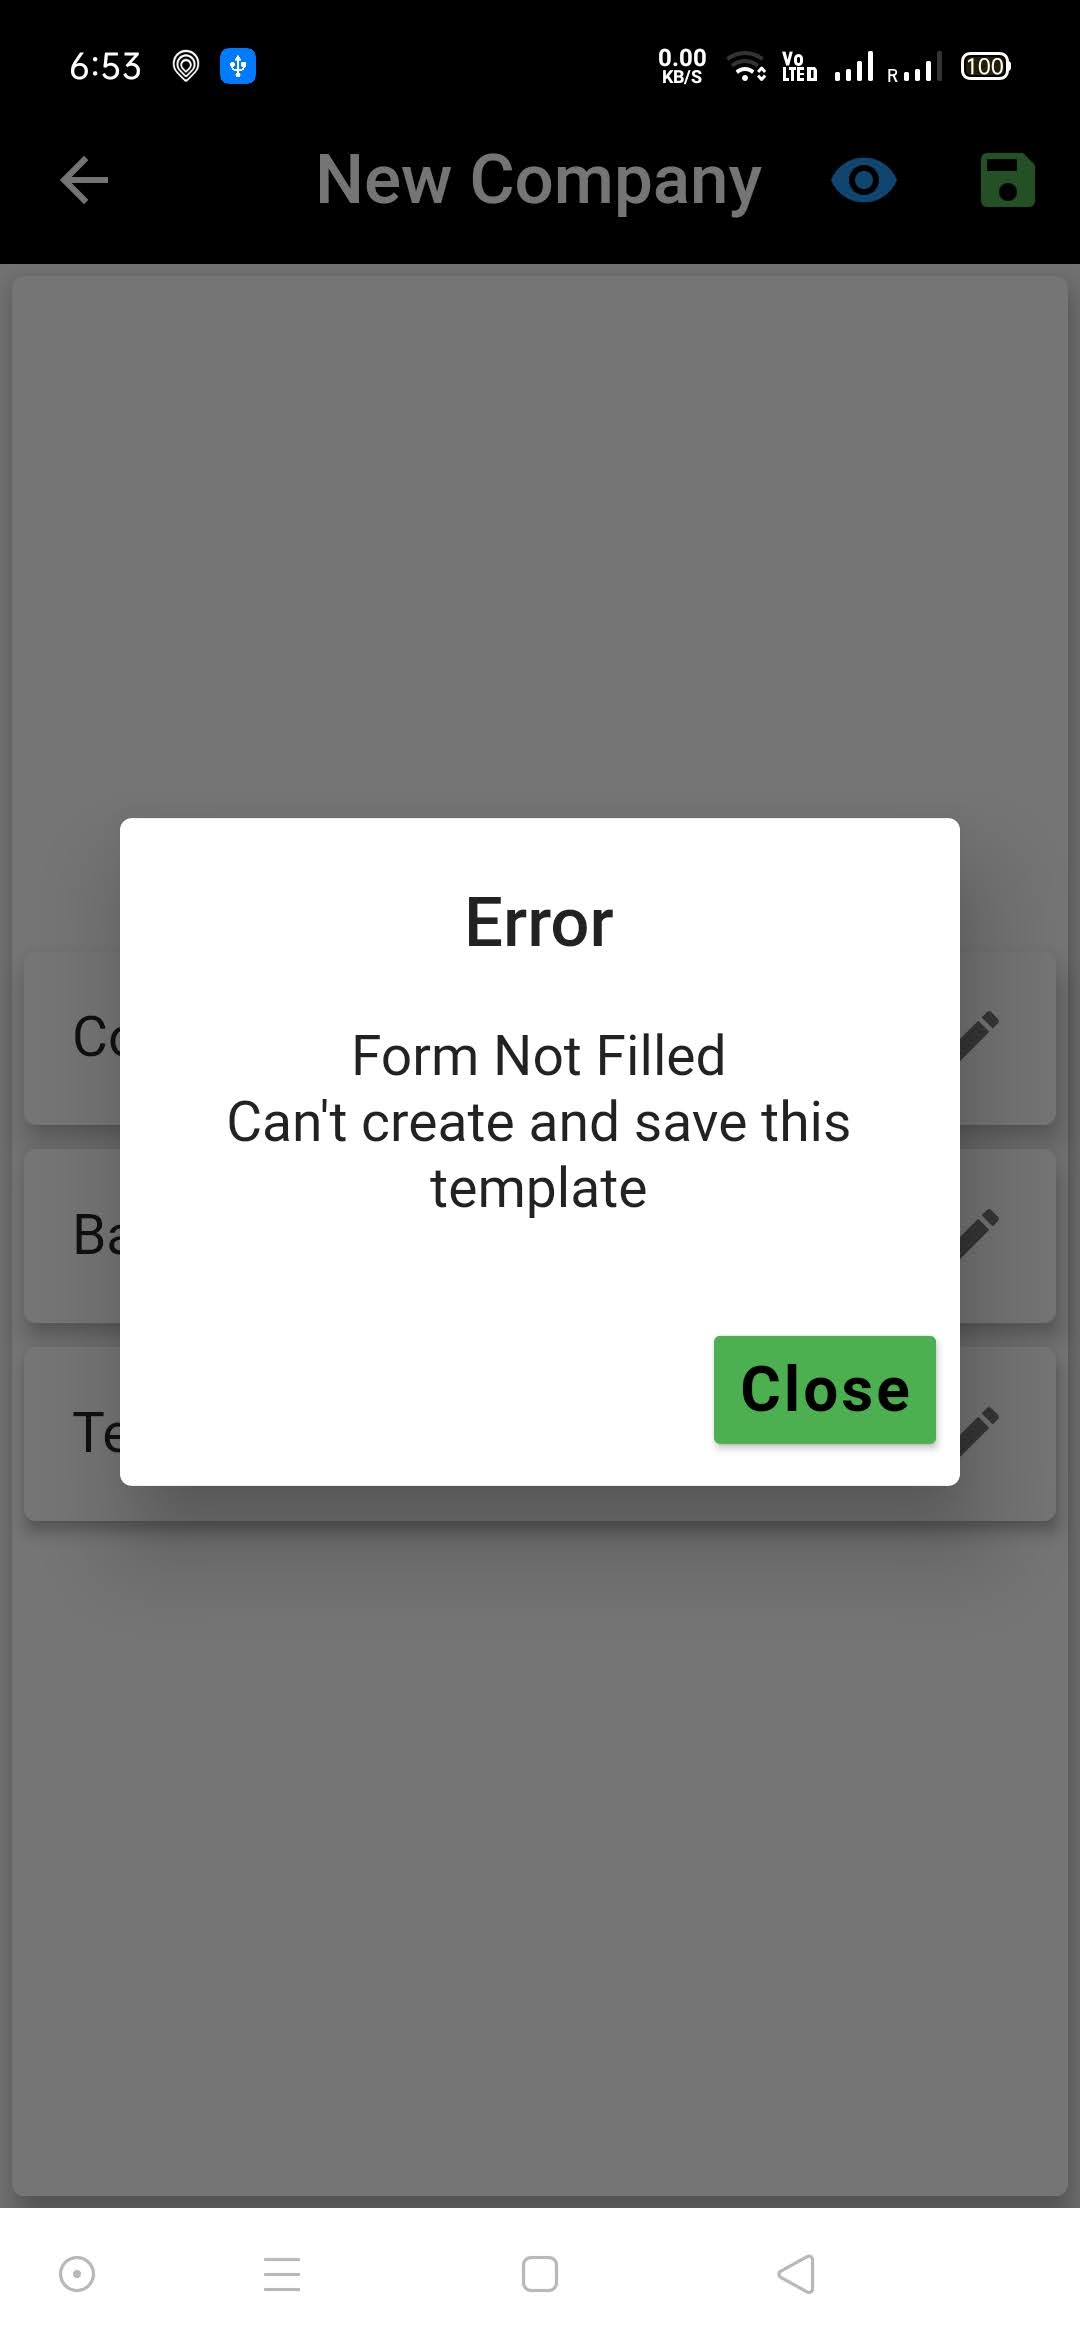 6:53
0.00
KB/S
Vo
LTE
R
100
New Company
Error
Form Not Filled
Can't create and save this
template
Close